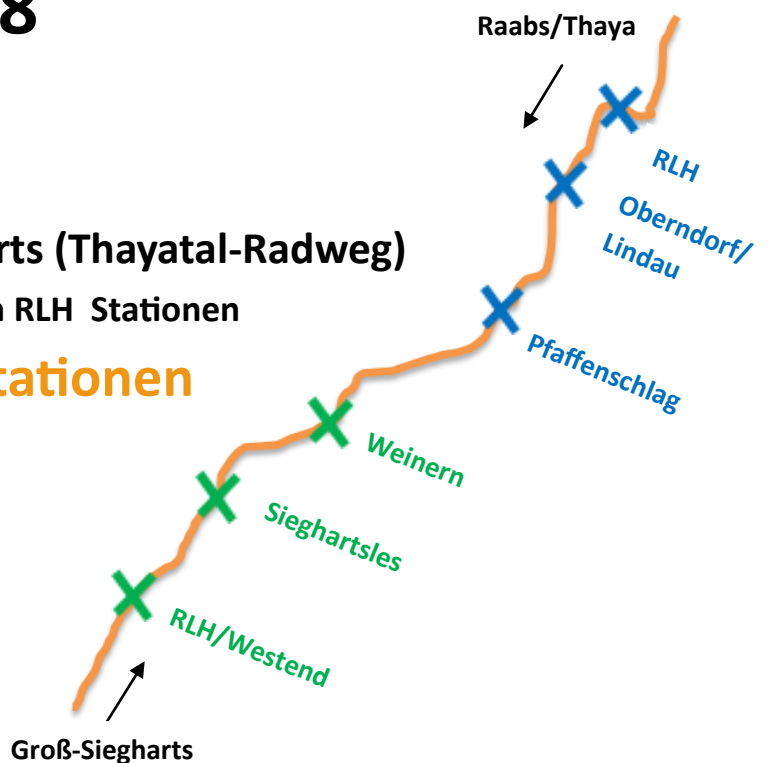 8
Raabs/Thaya
RLH
Oberndorf/
Lindau
rts (Thayatal-Radweg)
RLH Stationen
tationen
Pfaffenschlag
Weinern
Sieghartsles
RLH/Westend
Groß-Siegharts